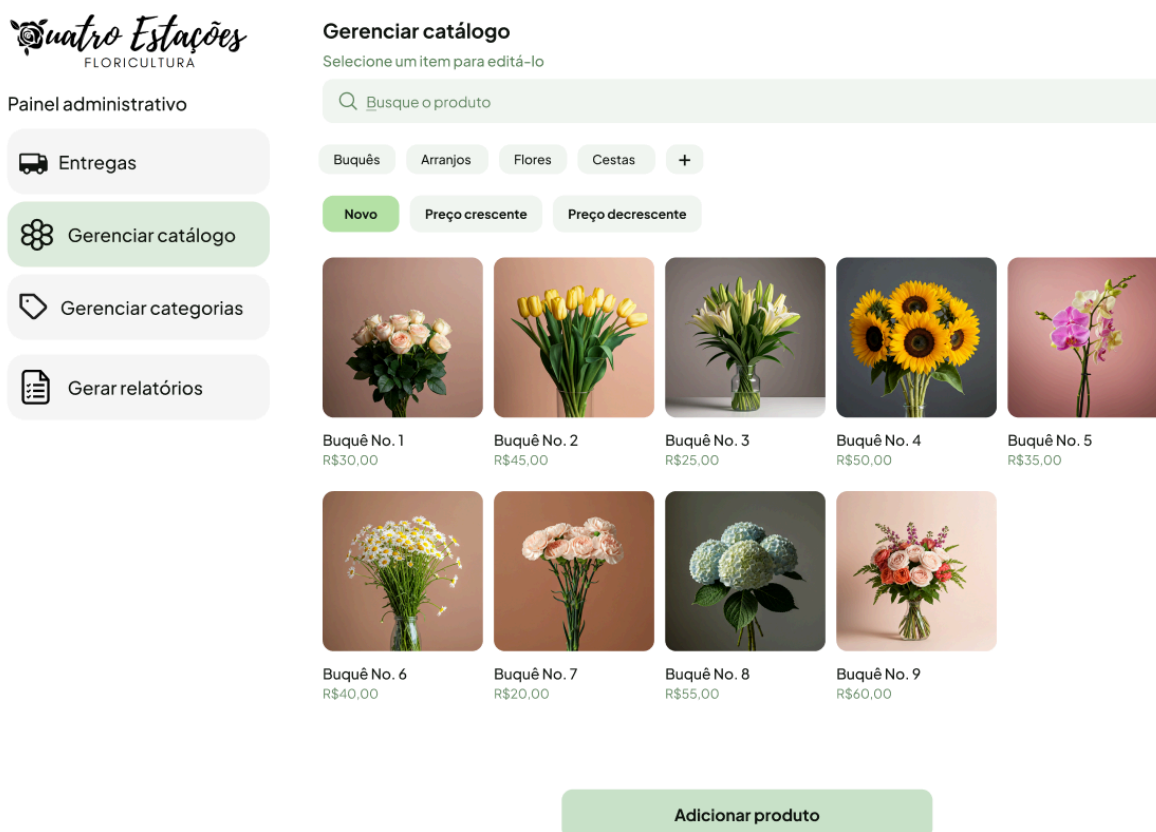 Quatro Estações
FLORICULTURA
Painel administrativo
Entregas
Gerenciar catálogo
Gerenciar categorias
Gerar relatórios
Gerenciar catálogo
Selecione um item para editá-lo
Busque o produto
Buquês Arranjos Flores Cestas +
Novo Preço crescente Preço decrescente
Buquê No. 1 Buquê No. 2 Buquê No. 3 Buquê No. 4 Buquê No. 5
R$30,00 R$45,00 R$25,00 R$50,00 R$35,00
Buquê No. 6 Buquê No. 7 Buquê No. 8 Buquê No. 9
R$40,00 R$20,00 R$55,00 R$60,00
Adicionar produto